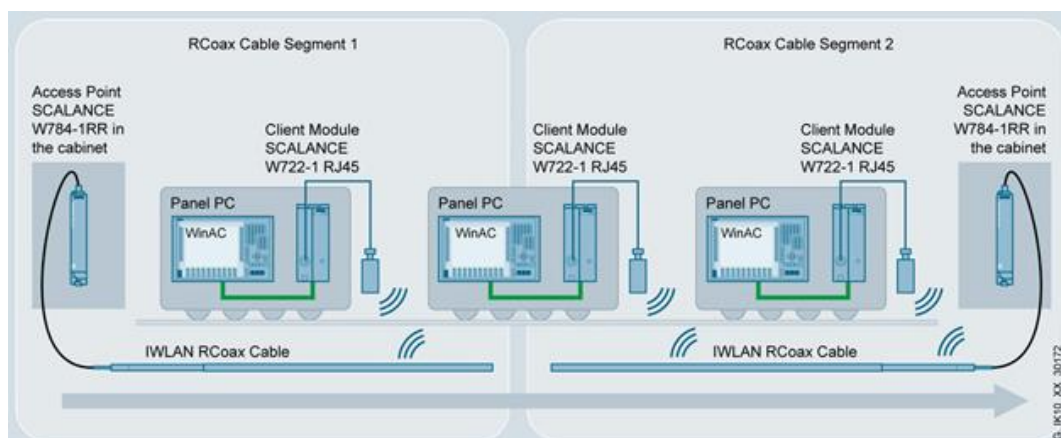 RCoax Cable Segment 1
RCoax Cable Segment 2
Access Point
SCALANCE
W784-1RR in
the cabinet
Client Module
SCALANCE
W722-1 RJ45
Client Module
SCALANCE
W722-1 RJ45
Client Module
SCALANCE
W722-1 RJ45
Access Point
SCALANCE
W784-1RR in
the cabinet
Panel PC
WinAC
Panel PC
WinAC
Panel PC
WinAC
IWLAN RCoax Cable
IWLAN RCoax Cable
G_IK10_XX_30172